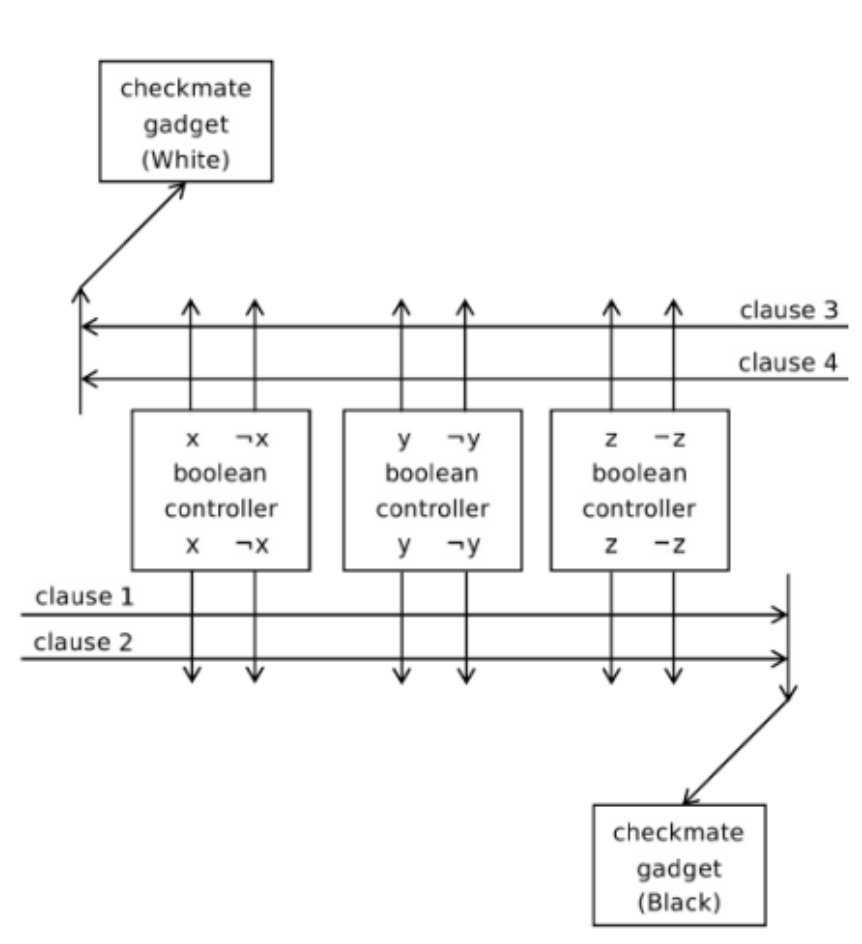 checkmate
gadget
(White)
clause 3
clause 4
x ¬x
boolean
controller
x ¬x
y ¬y
boolean
controller
y ¬y
z −z
boolean
controller
z −z
clause 1
clause 2
checkmate
gadget
(Black)